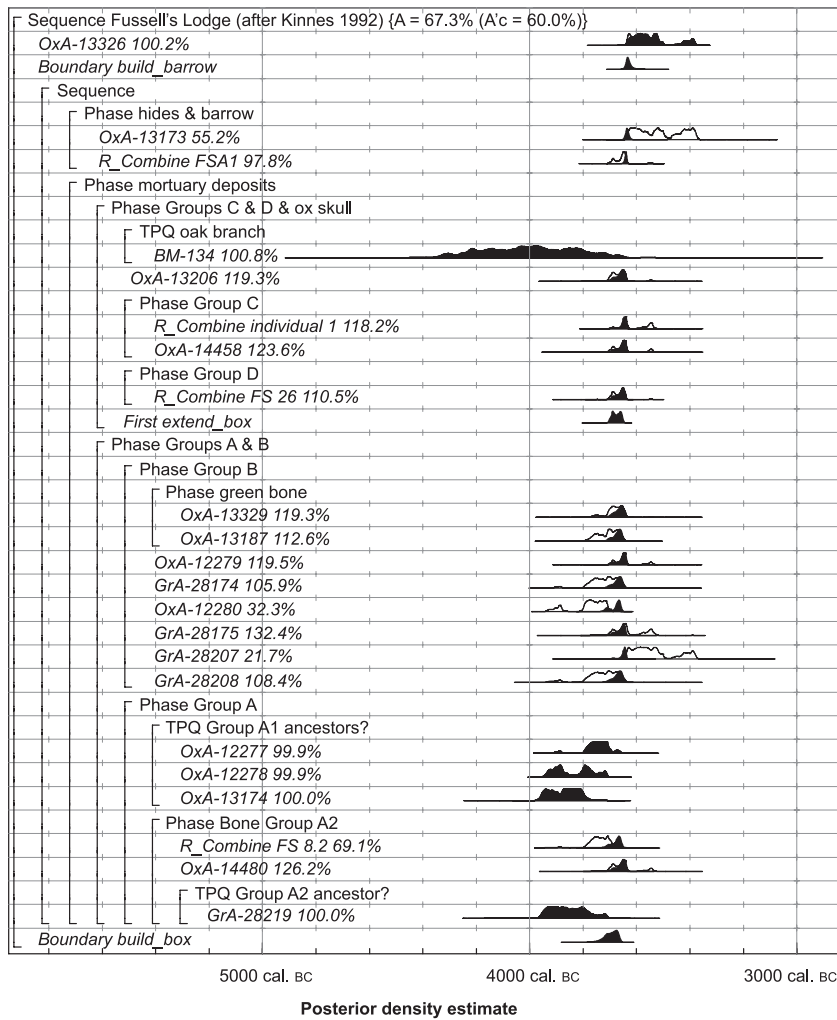 Sequence Fussell's Lodge (after Kinnes 1992) {A = 67.3% (A'c = 60.0%)}
OxA-13326 100.2%
Boundary build_barrow
Sequence
Phase hides & barrow
OxA-13173 55.2%
R_Combine FSA1 97.8%
Phase mortuary deposits
Phase Groups C & D & ox skull
TPQ oak branch
BM-134 100.8%
OxA-13206 119.3%
Phase Group C
R_Combine individual 1 118.2%
OxA-14458 123.6%
Phase Group D
R_Combine FS 26 110.5%
First extend_box
Phase Groups A & B
Phase Group B
Phase green bone
OxA-13329 119.3%
OxA-13187 112.6%
OxA-12279 119.5%
GrA-28174 105.9%
OxA-12280 32.3%
GrA-28175 132.4%
GrA-28207 21.7%
GrA-28208 108.4%
Phase Group A
TPQ Group A1 ancestors?
OxA-12277 99.9%
OxA-12278 99.9%
OxA-13174 100.0%
Phase Bone Group A2
R_Combine FS 8.2 69.1%
OxA-14480 126.2%
TPQ Group A2 ancestor?
GrA-28219 100.0%
Boundary build_box
5000 cal. BC 4000 cal. BC 3000 cal. BC
Posterior density estimate